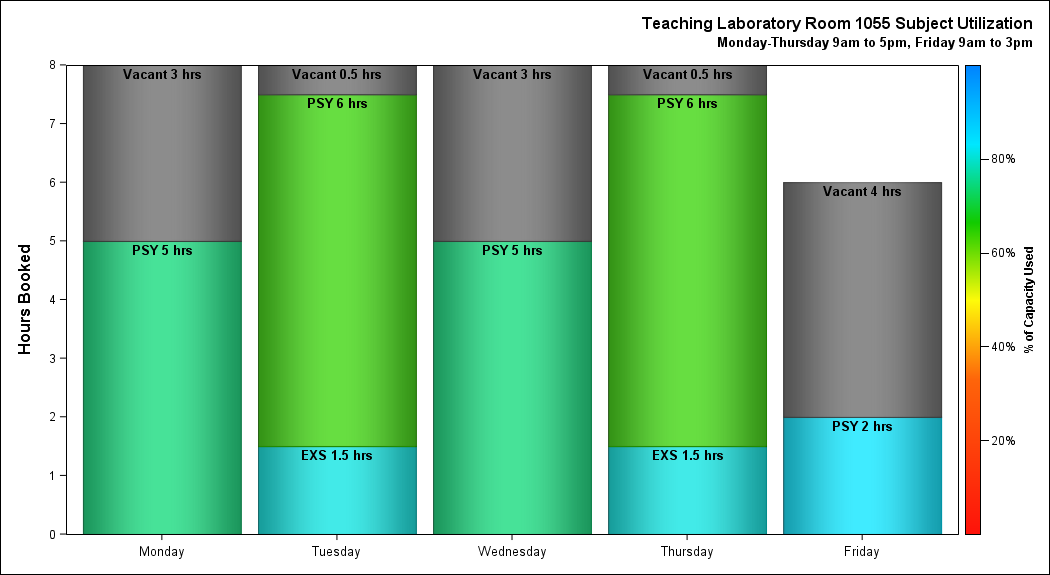 Teaching Laboratory Room 1055 Subject Utilization
Monday-Thursday 9am to 5pm, Friday 9am to 3pm
Hours Booked
8
7
6
5
4
3
2
1
0
Vacant 3 hrs
PSY 5 hrs
Vacant 0.5 hrs
PSY 6 hrs
EXS 1.5 hrs
Vacant 3 hrs
PSY 5 hrs
Vacant 0.5 hrs
PSY 6 hrs
EXS 1.5 hrs
Vacant 4 hrs
PSY 2 hrs
Monday
Tuesday
Wednesday
Thursday
Friday
80%
60%
40%
20%
% of Capacity Used